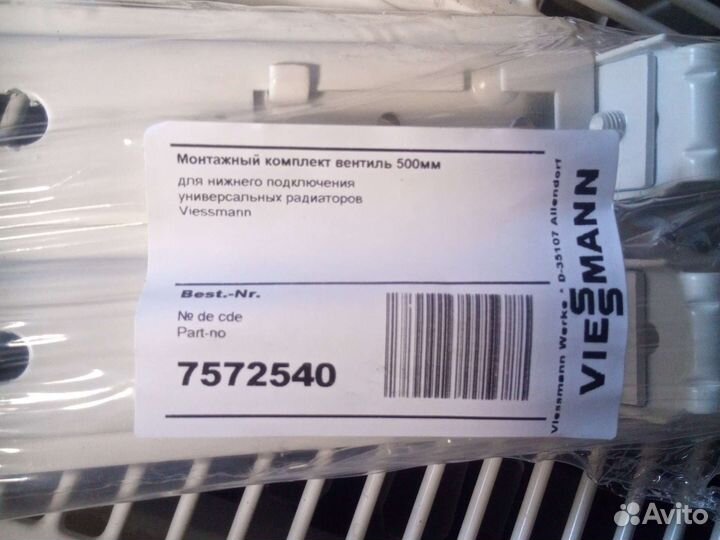 Монтажный комплект вентиль 500мм
для нижнего подключения
универсальных радиаторов
Viessmann
Best.-Nr.
№ de cde
Part-no
7572540
Viessmann Werke * D-35107 Allendorf
VIESSMANN
Avito